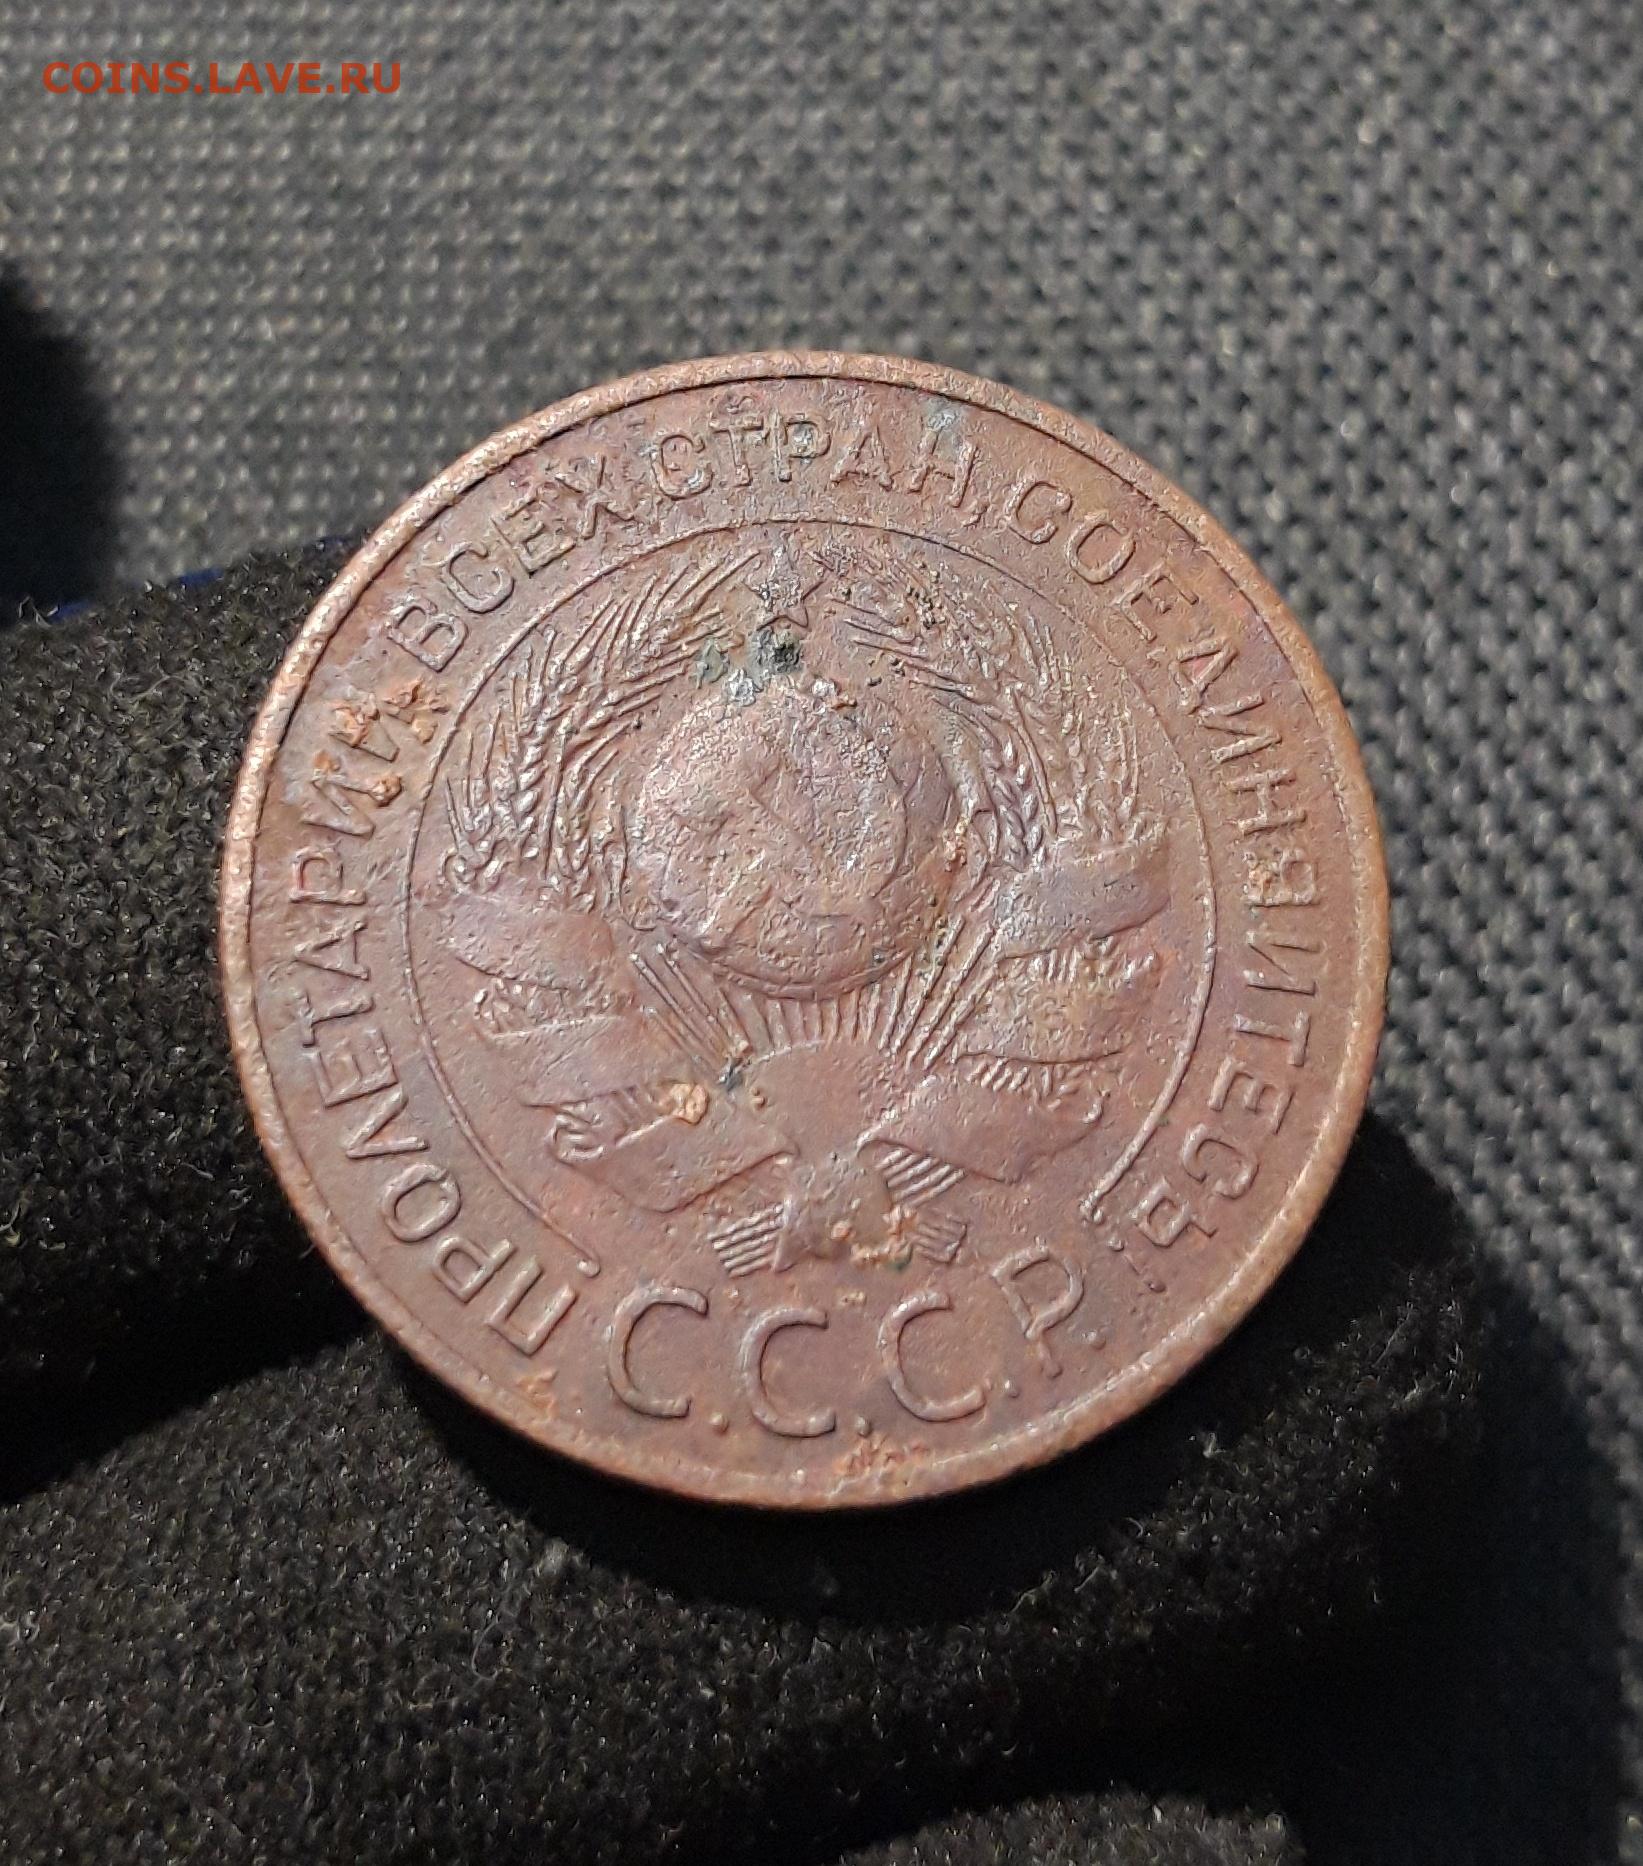 COINS.LAVE.RU
ПРОЛЕТАРИИ ВСЕХ СТРАН, СОЕДИНЯЙТЕСЬ!
С.С.С.Р.